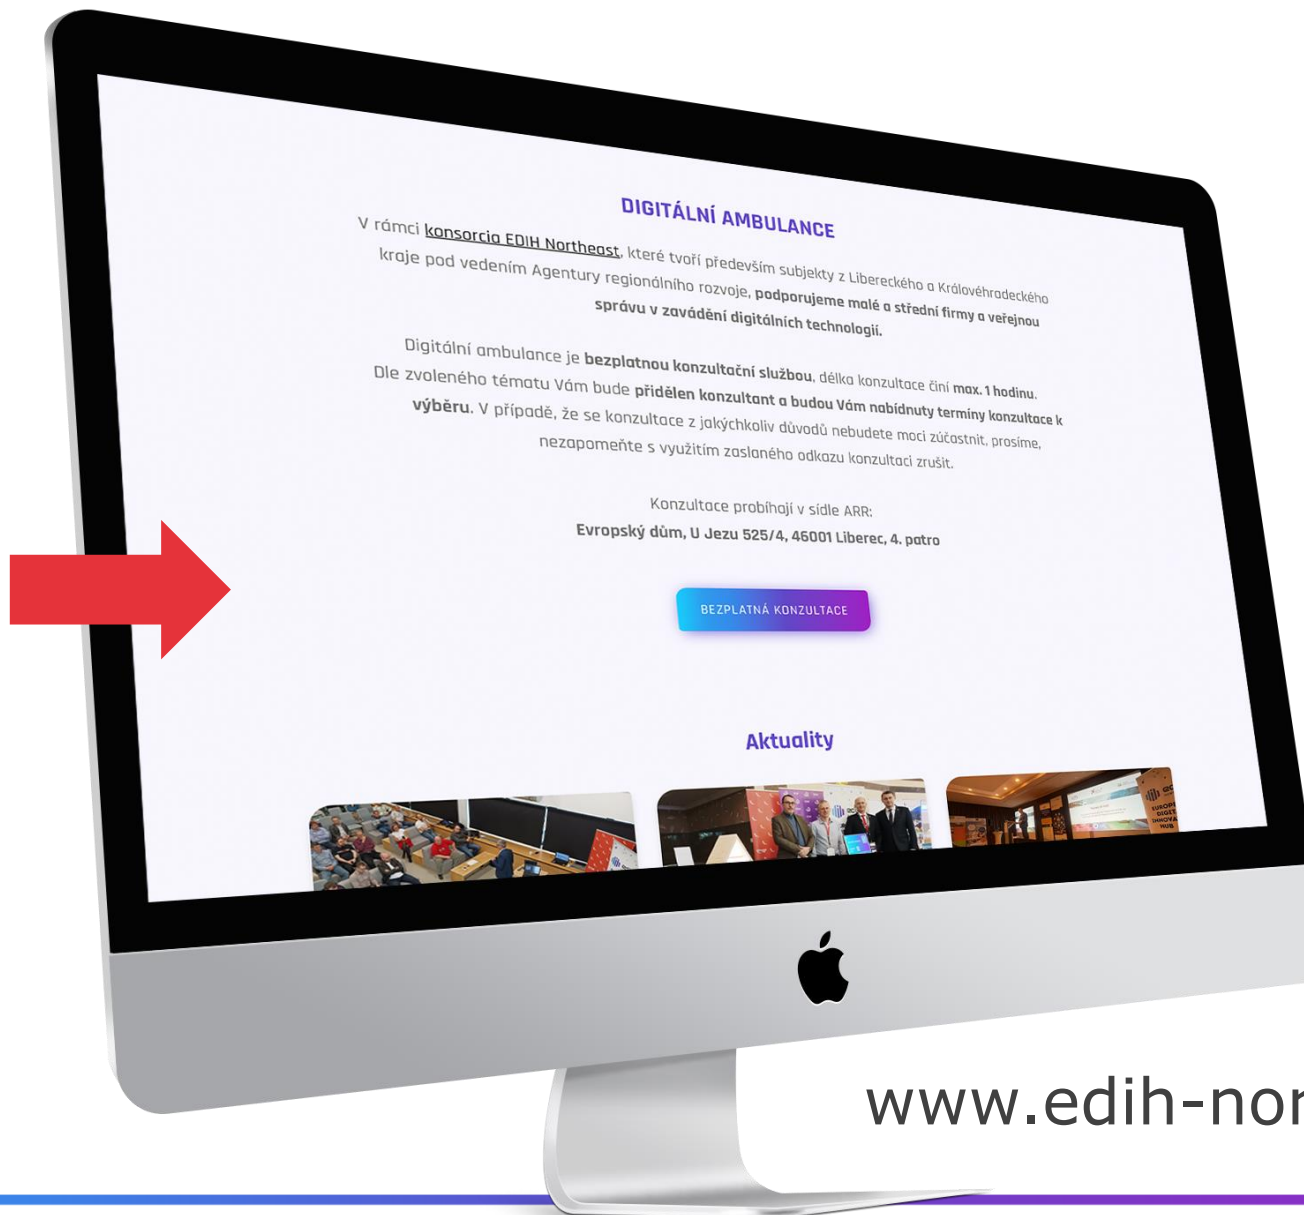 DIGITÁLNÍ AMBULANCE
V rámci konsorcia EDIH Northeast, které tvoří především subjekty z Libereckého a Královéhradeckého
kraje pod vedením Agentury regionálního rozvoje, podporujeme malé a střední firmy a veřejnou
správu v zavádění digitálních technologií.
Digitální ambulance je bezplatnou konzultační službou, délka konzultace činí max. 1 hodinu.
Dle zvoleného tématu Vám bude přidělen konzultant a budou Vám nabídnuty termíny konzultace k
výběru. V případě, že se konzultace z jakýchkoliv důvodů nebudete moci zúčastnit, prosíme,
nezapomeňte s využitím zaslaného odkazu konzultaci zrušit.
Konzultace probíhají v sídle ARR:
Evropský dům, U Jezu 525/4, 46001 Liberec, 4. patro
BEZPLATNÁ KONZULTACE
Aktuality
www.edih-nor